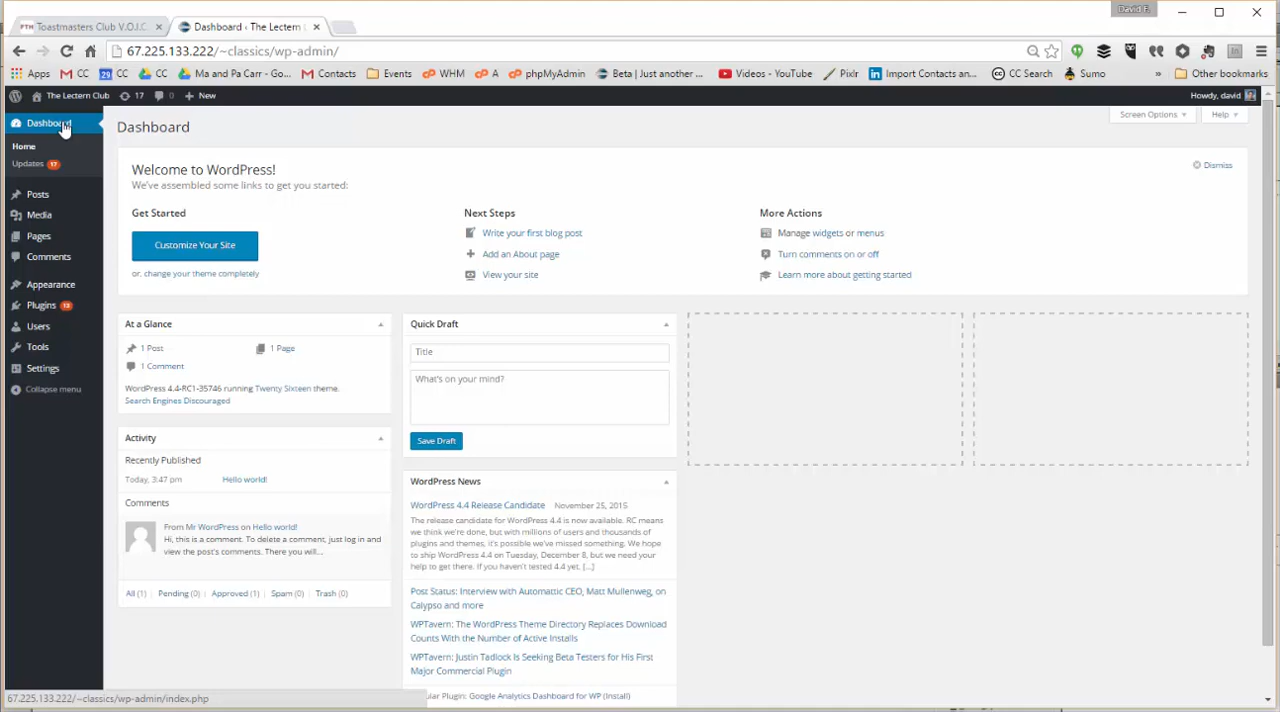 David F.
Toastmasters Club V.O.I.C.
Dashboard ‹ The Lectern C
67.225.133.222/~classics/wp-admin/
Apps CC CC CC Ma and Pa Carr - Go... Contacts Events WHM A phpMyAdmin Beta | Just another ... Videos - YouTube Pixlr Import Contacts an... CC Search Sumo » Other bookmarks
The Lectern Club 17 0 + New Howdy, david
Dashboard
Home
Updates 17
Posts
Media
Pages
Comments
Appearance
Plugins 13
Users
Tools
Settings
Collapse menu
Dashboard
Screen Options
Help
Welcome to WordPress!
We've assembled some links to get you started:
Dismiss
Get Started
Customize Your Site
or, change your theme completely
Next Steps
Write your first blog post
Add an About page
View your site
More Actions
Manage widgets or menus
Turn comments on or off
Learn more about getting started
At a Glance
1 Post 1 Page
1 Comment
WordPress 4.4-RC1-35746 running Twenty Sixteen theme.
Search Engines Discouraged
Activity
Recently Published
Today, 3:47 pm Hello world!
Comments
From Mr WordPress on Hello world!
Hi, this is a comment. To delete a comment, just log in and
view the post's comments. There you will...
All (1) Pending (0) Approved (1) Spam (0) Trash (0)
Quick Draft
Title
What's on your mind?
Save Draft
WordPress News
WordPress 4.4 Release Candidate November 25, 2015
The release candidate for WordPress 4.4 is now available. RC means
we think we're done, but with millions of users and thousands of
plugins and themes, it's possible we've missed something. We hope
to ship WordPress 4.4 on Tuesday, December 8, but we need your
help to get there. If you haven't tested 4.4 yet, [...]
Post Status: Interview with Automattic CEO, Matt Mullenweg, on
Calypso and more
WPTavern: The WordPress Theme Directory Replaces Download
Counts With the Number of Active Installs
WPTavern: Justin Tadlock Is Seeking Beta Testers for His First
Major Commercial Plugin
ular Plugin: Google Analytics Dashboard for WP (Install)
67.225.133.222/~classics/wp-admin/index.php